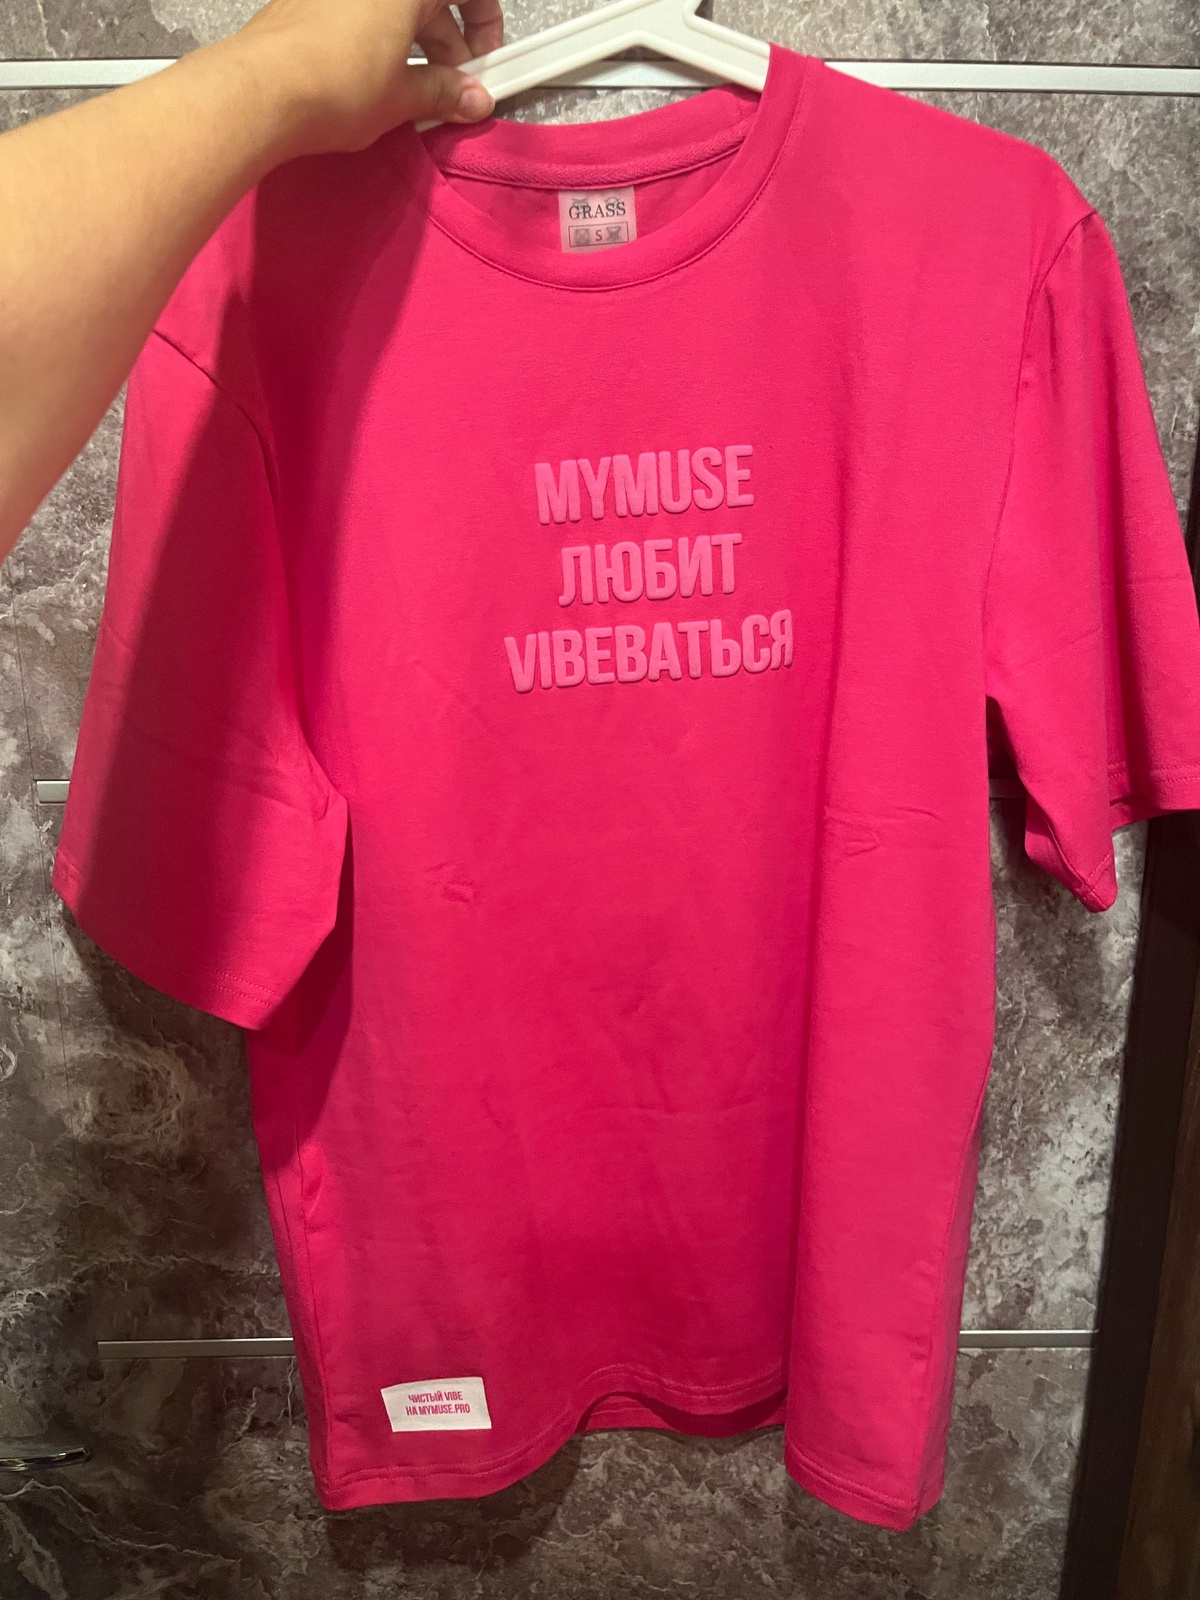 GRASS
S
MYMUSE
ЛЮБИТ
VIBEВАТЬСЯ
ЧИСТЫЙ VIBE
НА MYMUSE.PRO